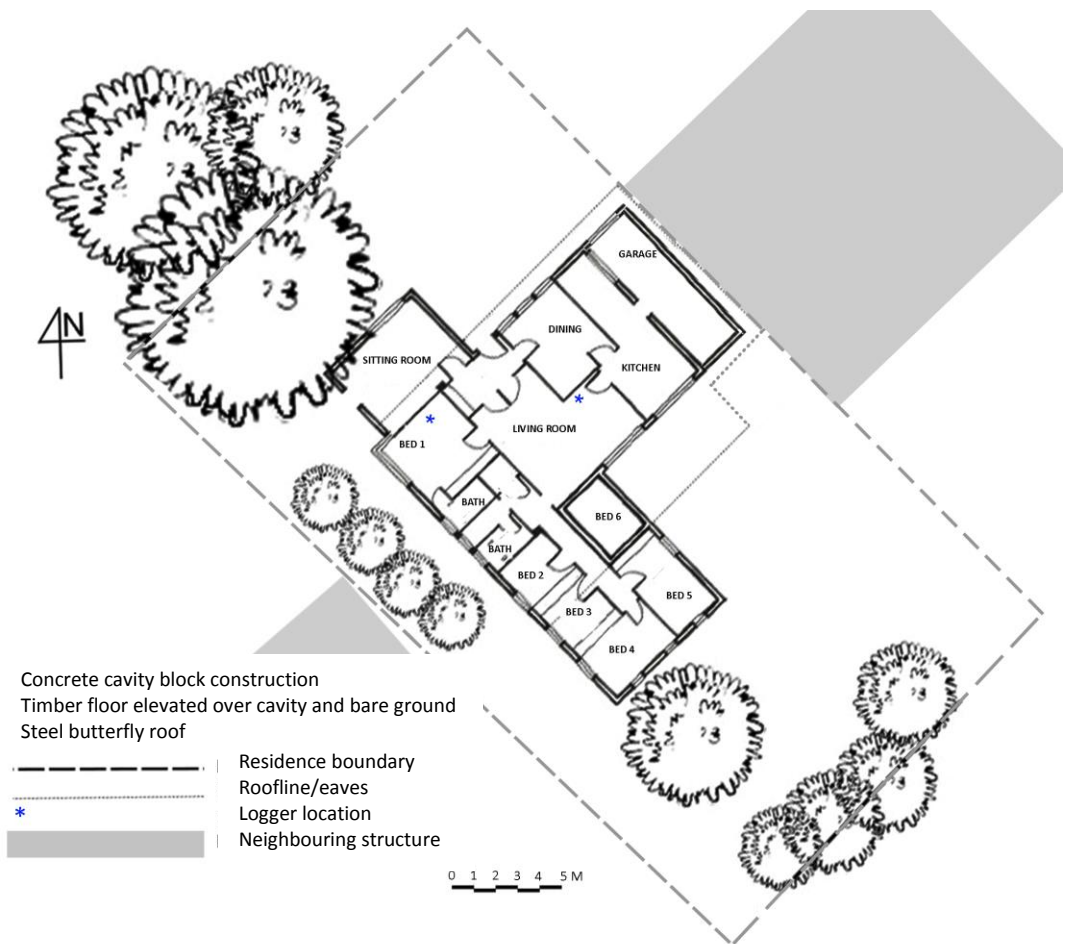 GARAGE
N
DINING
SITTING ROOM
KITCHEN
LIVING ROOM
BED 1
BATH
BED 6
BATH
BED 2
BED 5
BED 3
BED 4
Concrete cavity block construction
Timber floor elevated over cavity and bare ground
Steel butterfly roof
Residence boundary
Roofline/eaves
* Logger location
Neighbouring structure
0 1 2 3 4 5 M